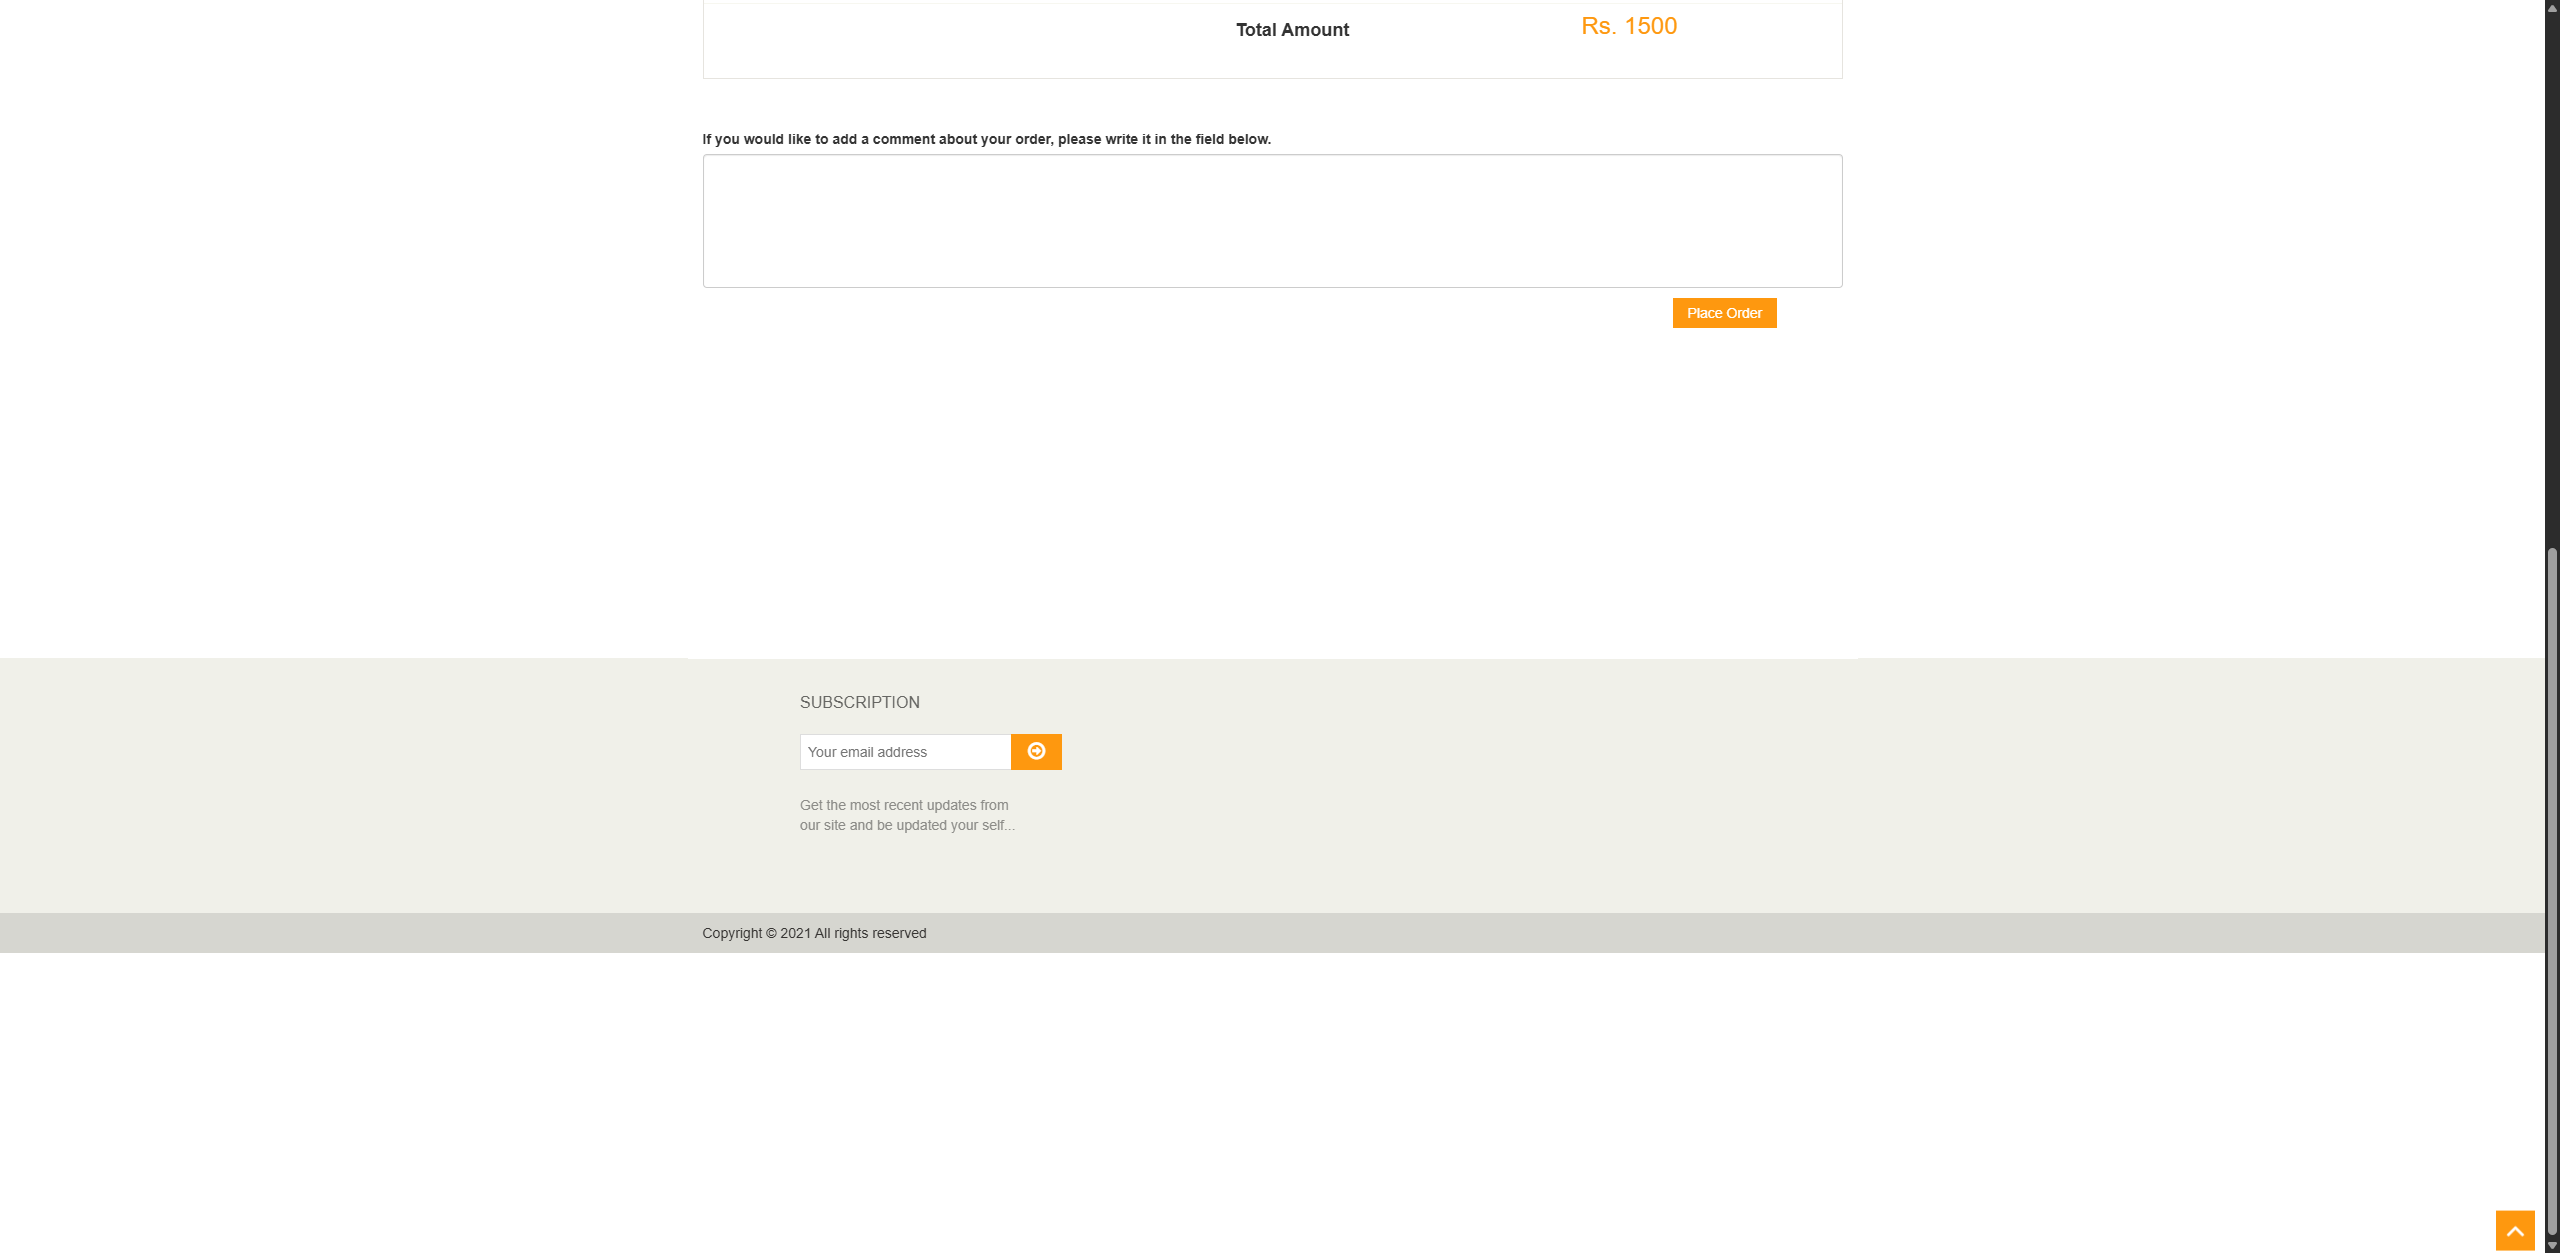 Total Amount Rs. 1500
If you would like to add a comment about your order, please write it in the field below.
Place Order
SUBSCRIPTION
Your email address
Get the most recent updates from
our site and be updated your self...
Copyright © 2021 All rights reserved